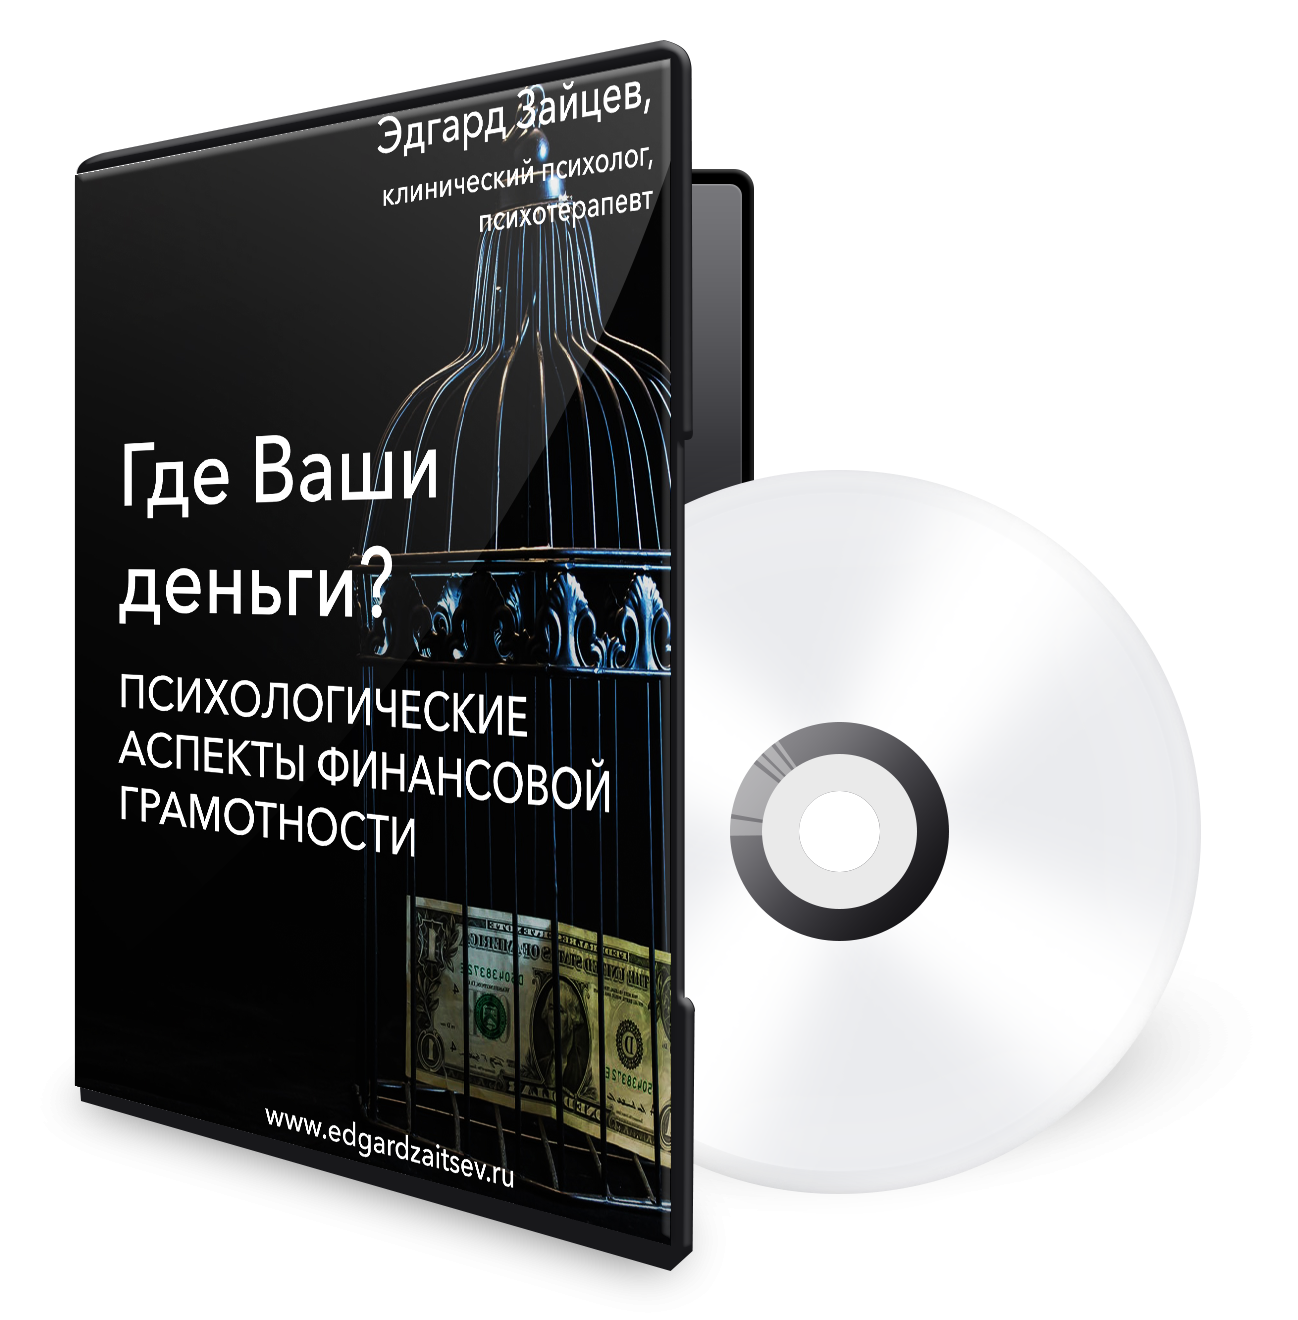 Эдгард Зайцев,
клинический психолог,
психотерапевт
Где Ваши
деньги?
ПСИХОЛОГИЧЕСКИЕ
АСПЕКТЫ ФИНАНСОВОЙ
ГРАМОТНОСТИ
www.edgardzaitsev.ru